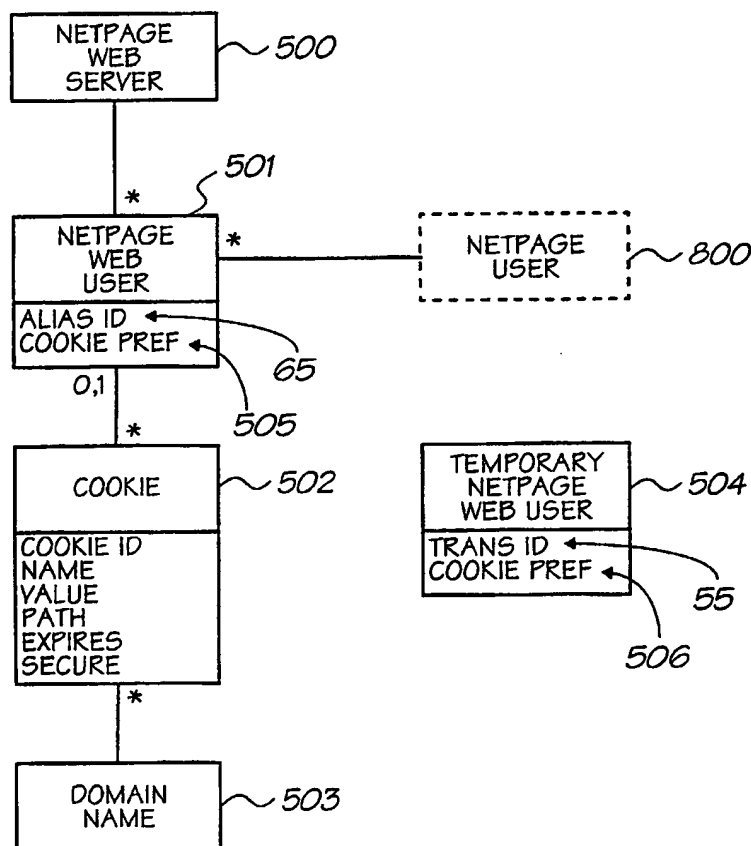 NETPAGE
WEB
SERVER
500
*
501
NETPAGE
WEB
USER
*
NETPAGE
USER
800
ALIAS ID
COOKIE PREF
65
505
0,1
*
COOKIE
502
COOKIE ID
NAME
VALUE
PATH
EXPIRES
SECURE
TEMPORARY
NETPAGE
WEB USER
504
TRANS ID
COOKIE PREF
55
506
*
DOMAIN
NAME
503